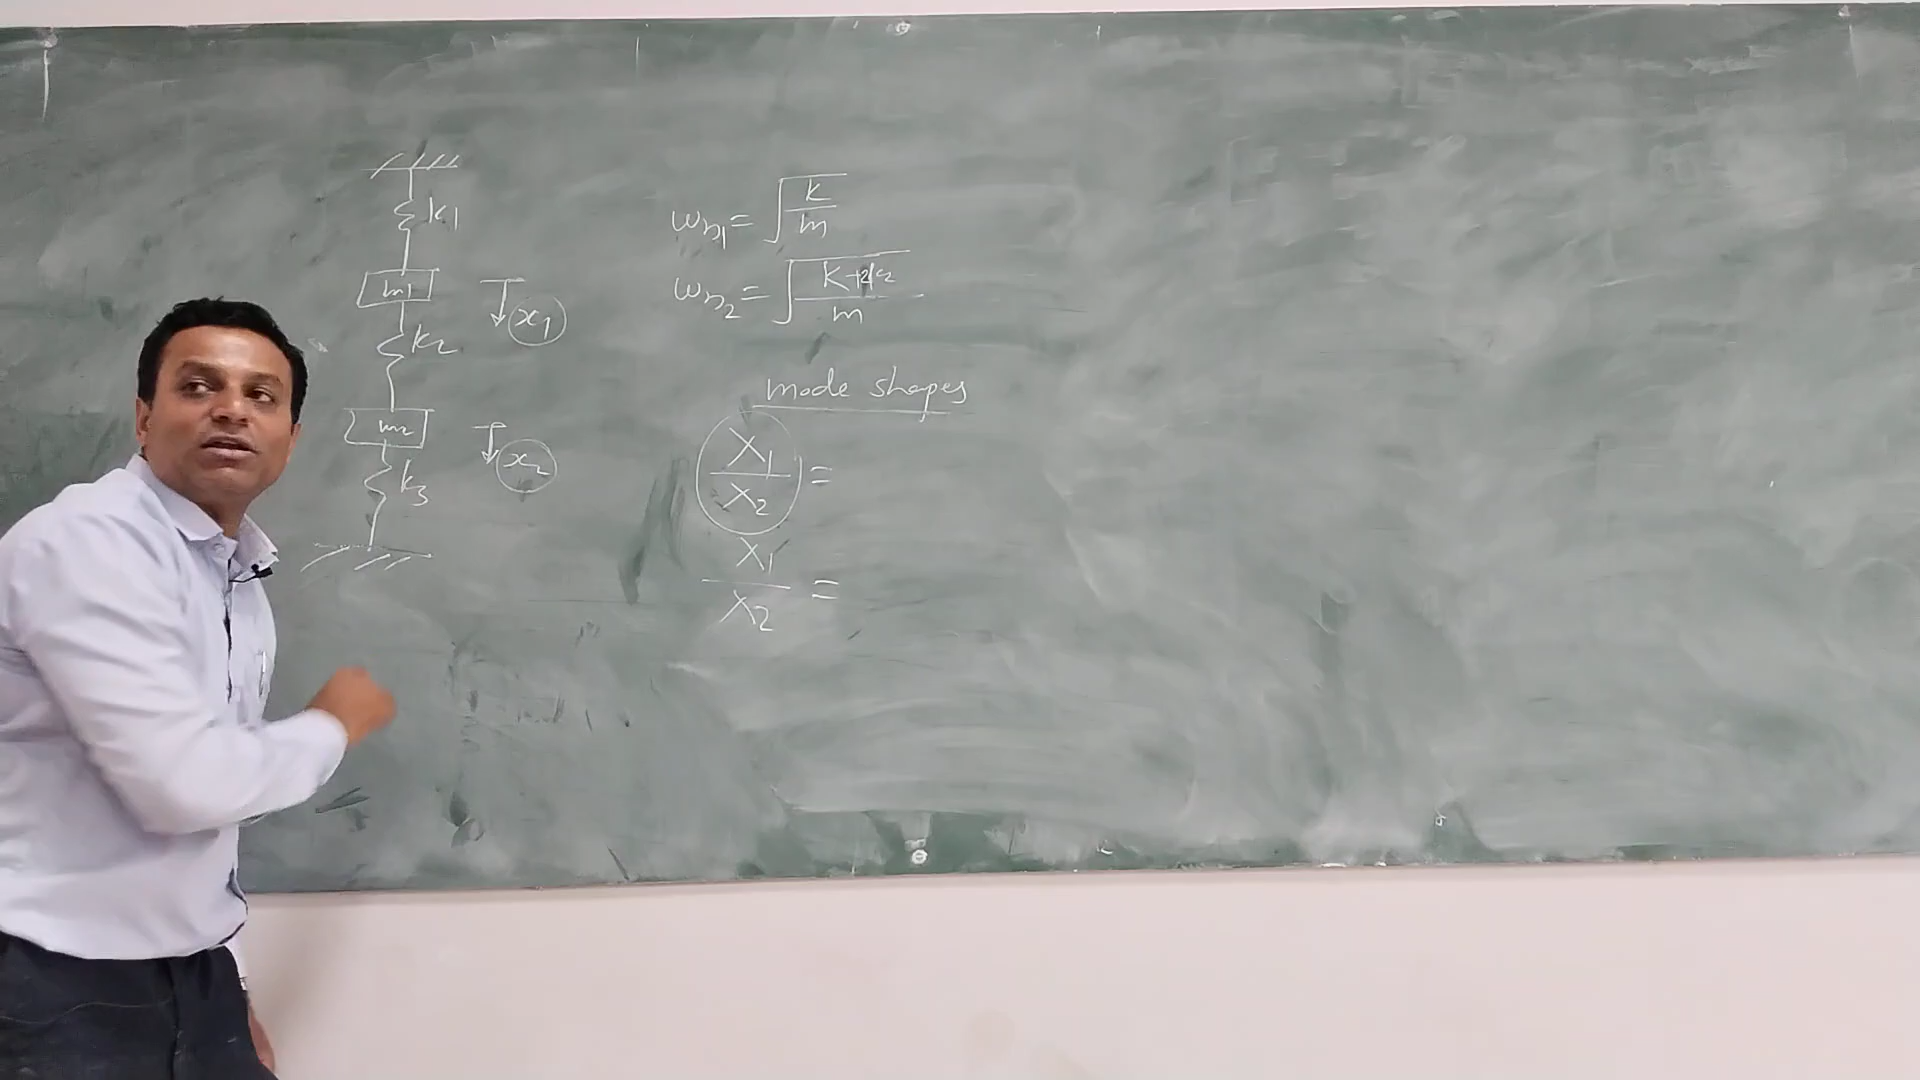 k1
m1
x1
k2
m2
x2
k3
ωn1 = √(k/m)
ωn2 = √((k+2k2)/m)
mode shapes
X1/X2 =
X1/X2 =